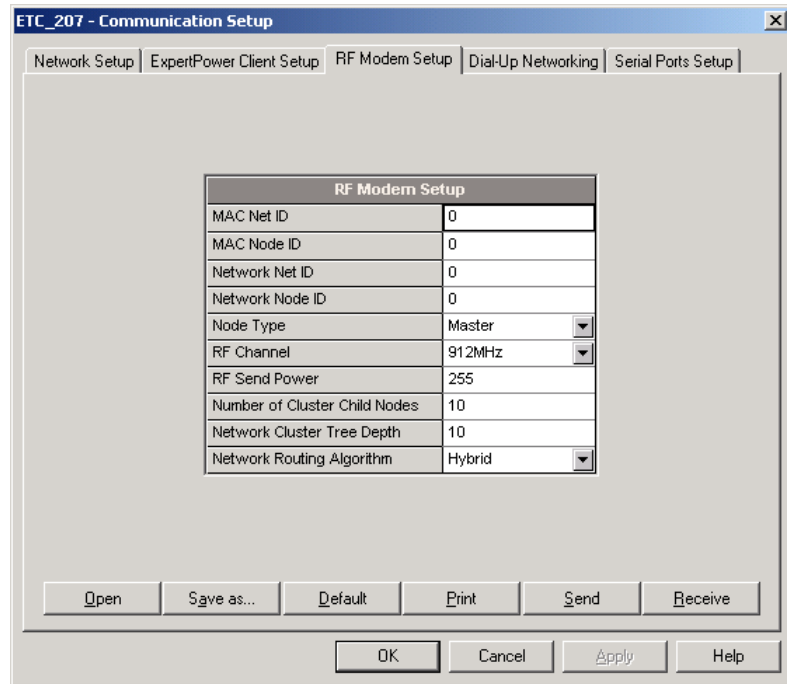 ETC_207 - Communication Setup
Network Setup ExpertPower Client Setup RF Modem Setup Dial-Up Networking Serial Ports Setup
RF Modem Setup
MAC Net ID 0
MAC Node ID 0
Network Net ID 0
Network Node ID 0
Node Type Master
RF Channel 912MHz
RF Send Power 255
Number of Cluster Child Nodes 10
Network Cluster Tree Depth 10
Network Routing Algorithm Hybrid
Open Save as... Default Print Send Receive
OK Cancel Apply Help